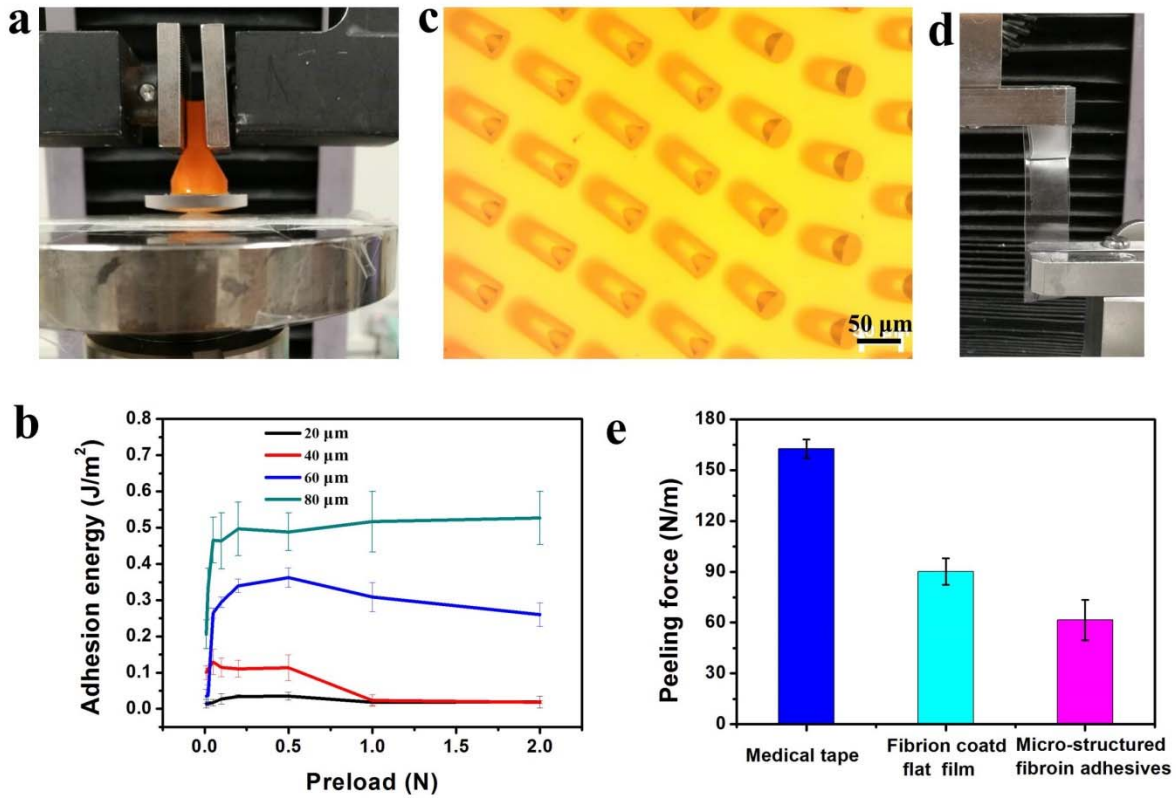 a
c
d
50 µm
b
Adhesion energy (J/m²)
0.8
0.7
0.6
0.5
0.4
0.3
0.2
0.1
0.0
20 µm
40 µm
60 µm
80 µm
0.0 0.5 1.0 1.5 2.0
Preload (N)
e
Peeling force (N/m)
180
150
120
90
60
30
0
Medical tape
Fibrion coatd
flat film
Micro-structured
fibroin adhesives